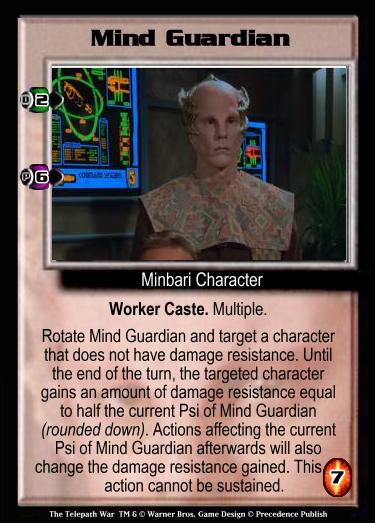 Mind Guardian
D 2
P 6
COMMAND SYSTEMS
Minbari Character
Worker Caste. Multiple.
Rotate Mind Guardian and target a character
that does not have damage resistance. Until
the end of the turn, the targeted character
gains an amount of damage resistance equal
to half the current Psi of Mind Guardian
(rounded down). Actions affecting the current
Psi of Mind Guardian afterwards will also
change the damage resistance gained. This
action cannot be sustained.
7
The Telepath War TM & © Warner Bros. Game Design © Precedence Publish